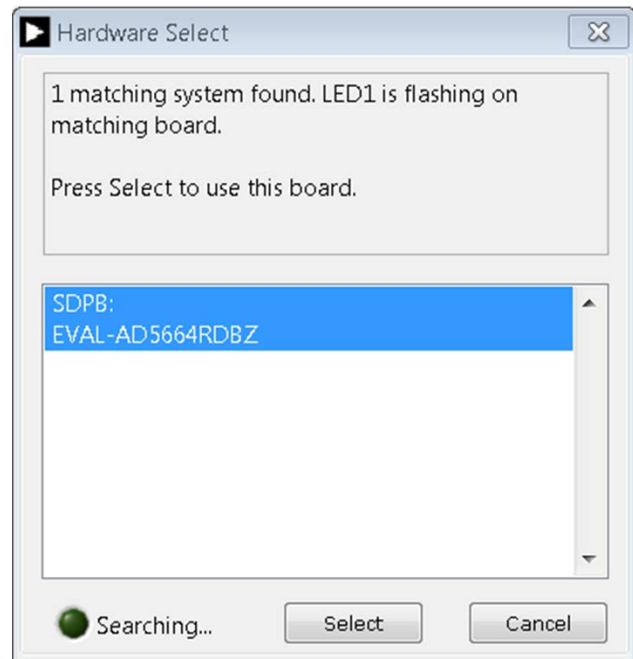 Hardware Select
1 matching system found. LED1 is flashing on
matching board.
Press Select to use this board.
SDPB:
EVAL-AD5664RDBZ
Searching...
Select
Cancel